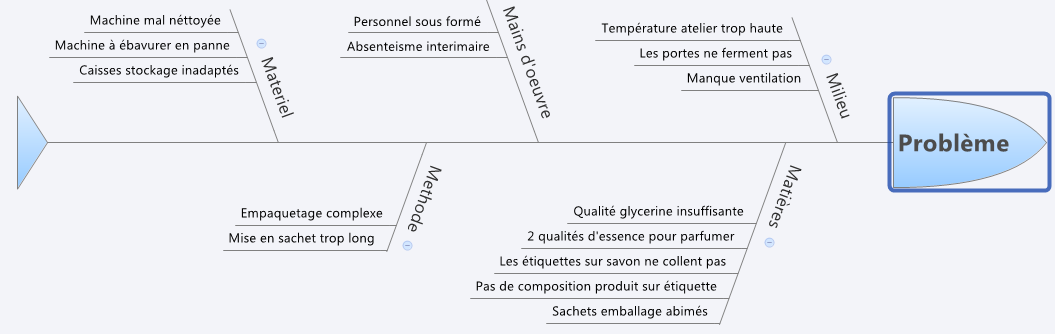 Machine mal néttoyée
Machine à ébavurer en panne
Caisses stockage inadaptés
Materiel
Personnel sous formé
Absenteisme interimaire
Mains d'oeuvre
Température atelier trop haute
Les portes ne ferment pas
Manque ventilation
Milieu
Problème
Empaquetage complexe
Mise en sachet trop long
Methode
Qualité glycerine insuffisante
2 qualités d'essence pour parfumer
Les étiquettes sur savon ne collent pas
Pas de composition produit sur étiquette
Sachets emballage abimés
Matières